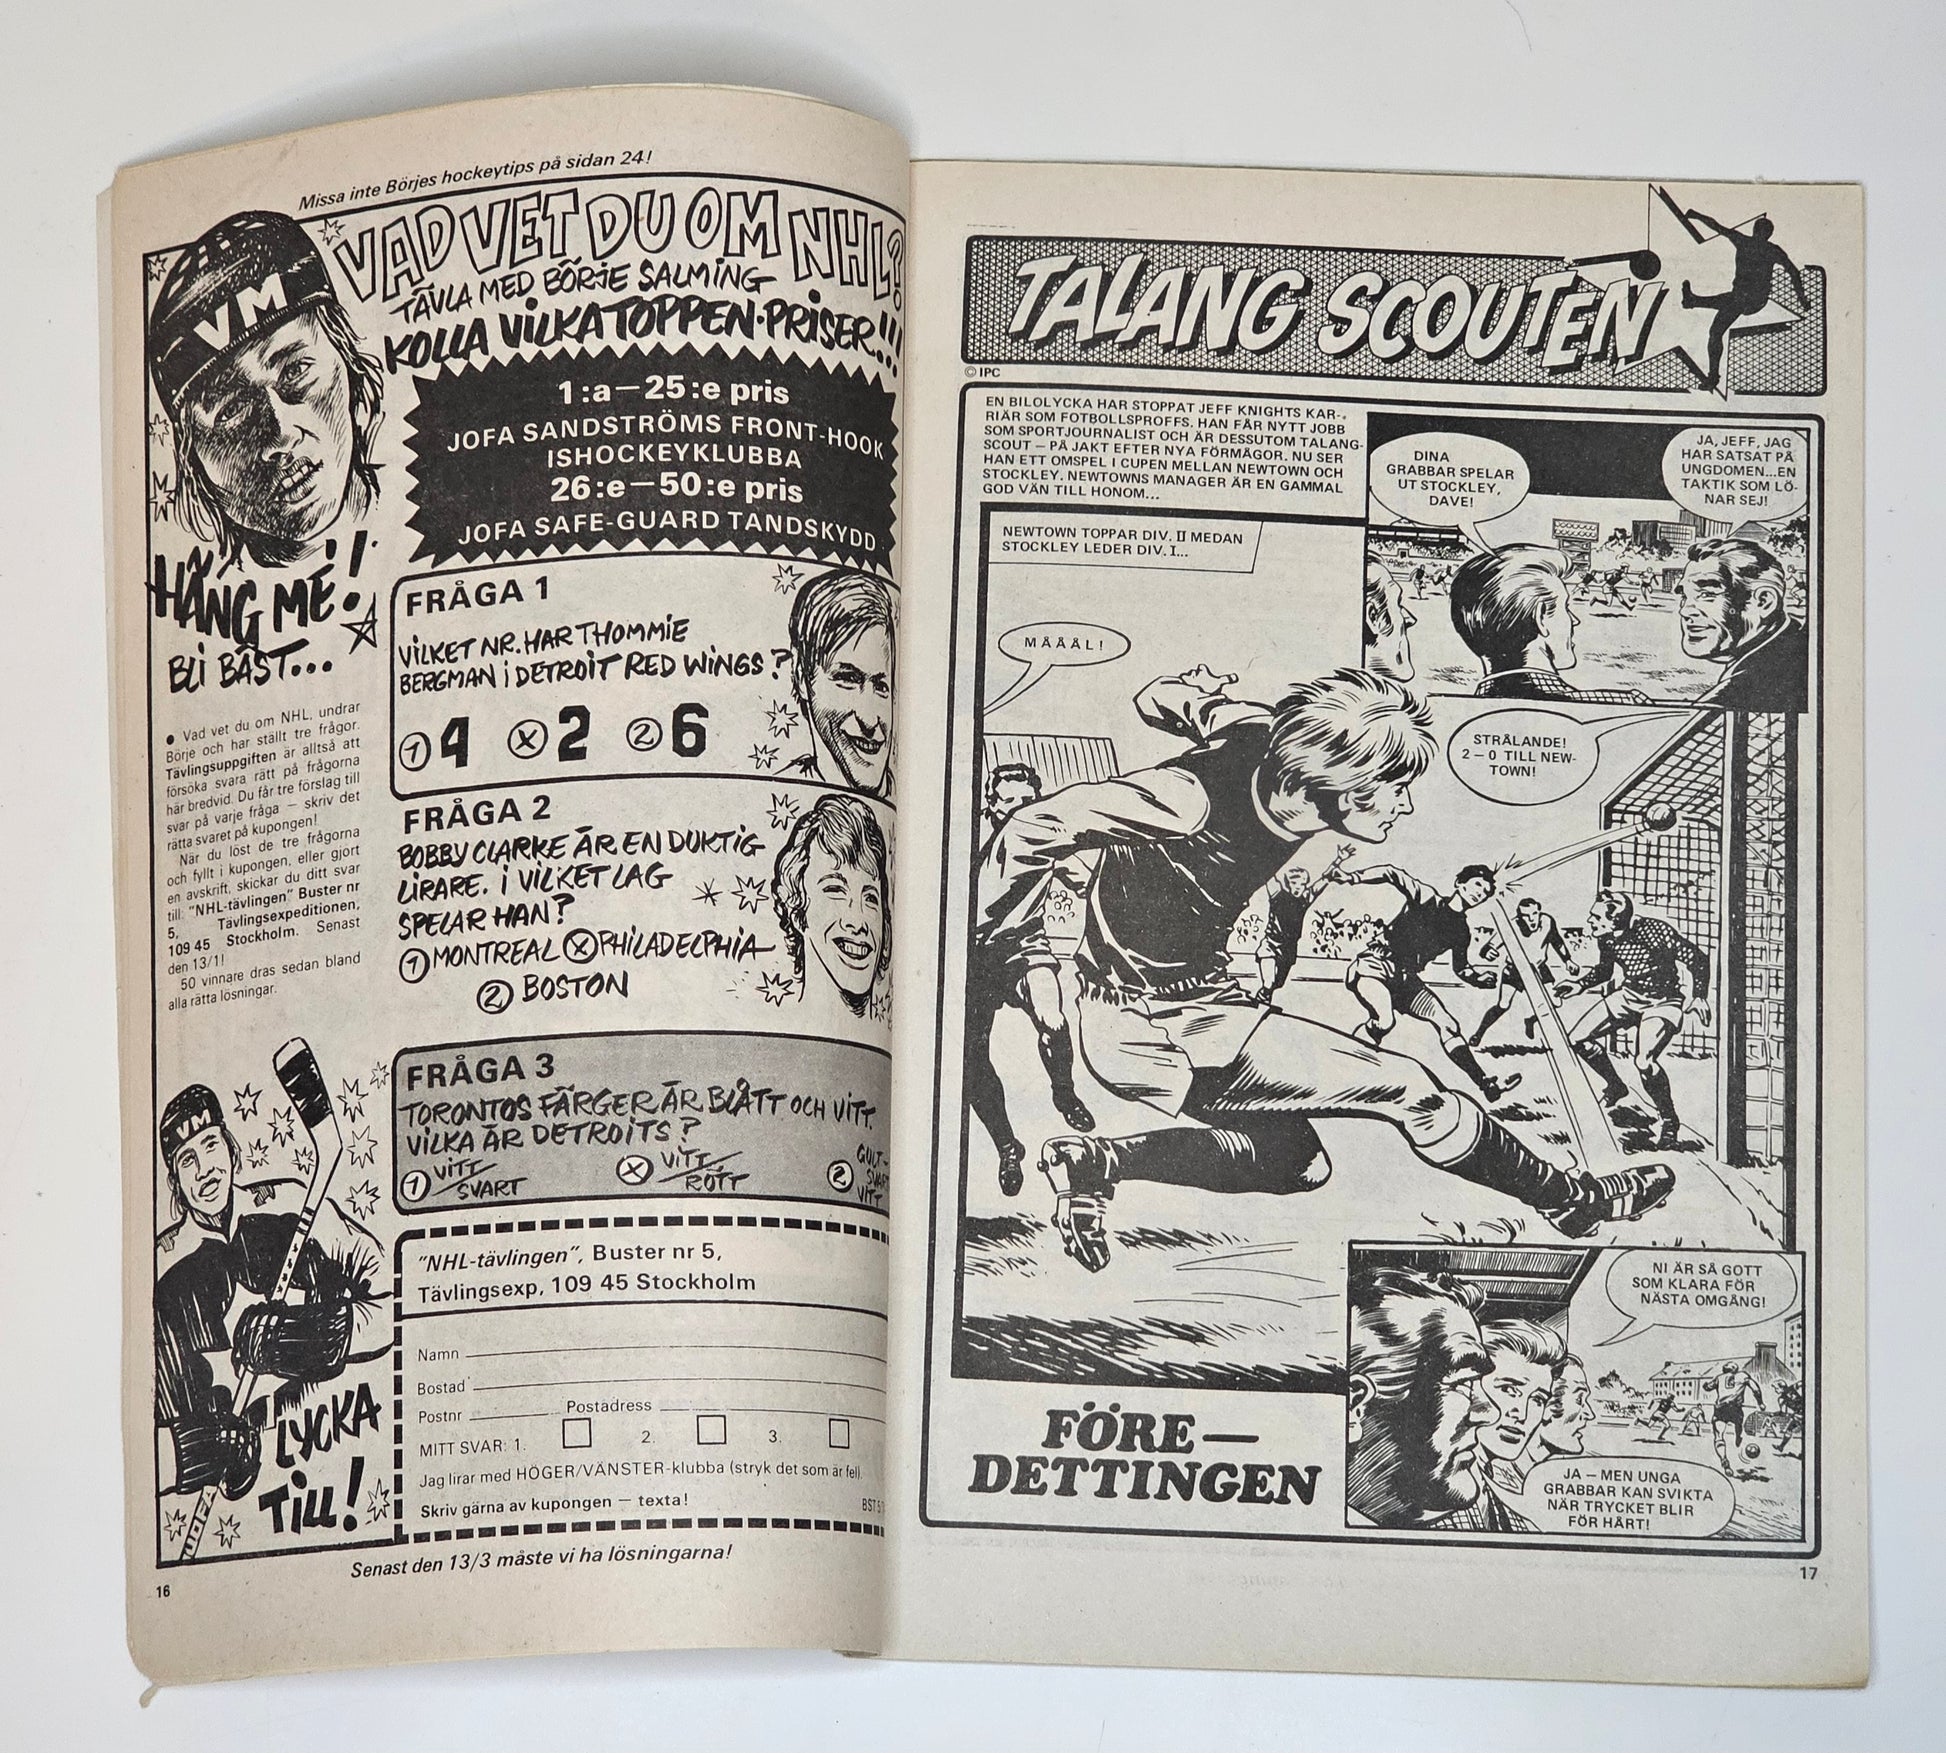 Missa inte Börjes hockeytips på sidan 24!
VAD VET DU OM NHL?
TÄVLA MED BÖRJE SALMING
KOLLA VILKA TOPPEN-PRISER...!!!
VM
1:a—25:e pris
JOFA SANDSTRÖMS FRONT-HOOK
ISHOCKEYKLUBBA
26:e—50:e pris
JOFA SAFE-GUARD TANDSKYDD
HÄNG ME!
BLI BÄST...
● Vad vet du om NHL, undrar
Börje och har ställt tre frågor.
Tävlingsuppgiften är alltså att
försöka svara rätt på frågorna
här bredvid. Du får tre förslag till
svar på varje fråga — skriv det
rätta svaret på kupongen!
När du löst de tre frågorna
och fyllt i kupongen, eller gjort
en avskrift, skickar du ditt svar
till: "NHL-tävlingen" Buster nr
5, Tävlingsexpeditionen,
109 45 Stockholm. Senast
den 13/1!
50 vinnare dras sedan bland
alla rätta lösningar.
FRÅGA 1
VILKET NR. HAR THOMMIE
BERGMAN I DETROIT RED WINGS?
① 4 ⓧ 2 ② 6
FRÅGA 2
BOBBY CLARKE ÄR EN DUKTIG
LIRARE. I VILKET LAG
SPELAR HAN?
① MONTREAL ⓧ PHILADELPHIA
② BOSTON
FRÅGA 3
TORONTOS FÄRGER ÄR BLÅTT OCH VITT.
VILKA ÄR DETROITS?
① VITT/SVART ⓧ VITT/RÖTT ② GULT-
VITT
VM
LYCKA
TILL!
JOFA
"NHL-tävlingen", Buster nr 5,
Tävlingsexp, 109 45 Stockholm
Namn
Bostad
Postnr Postadress
MITT SVAR: 1. 2. 3.
Jag lirar med HÖGER/VÄNSTER-klubba (stryk det som är fel).
Skriv gärna av kupongen — texta!
BST 5
Senast den 13/3 måste vi ha lösningarna!
16
TALANG SCOUTEN
© IPC
EN BILOLYCKA HAR STOPPAT JEFF KNIGHTS KAR-
RIÄR SOM FOTBOLLSPROFFS. HAN FÅR NYTT JOBB
SOM SPORTJOURNALIST OCH ÄR DESSUTOM TALANG-
SCOUT — PÅ JAKT EFTER NYA FÖRMÅGOR. NU SER
HAN ETT OMSPEL I CUPEN MELLAN NEWTOWN OCH
STOCKLEY. NEWTOWNS MANAGER ÄR EN GAMMAL
GOD VÄN TILL HONOM...
DINA
GRABBAR SPELAR
UT STOCKLEY,
DAVE!
JA, JEFF, JAG
HAR SATSAT PÅ
UNGDOMEN...EN
TAKTIK SOM LÖ-
NAR SEJ!
NEWTOWN TOPPAR DIV. II MEDAN
STOCKLEY LEDER DIV. I...
MÅÅÅL!
STRÅLANDE!
2—0 TILL NEW-
TOWN!
NI ÄR SÅ GOTT
SOM KLARA FÖR
NÄSTA OMGÅNG!
JA — MEN UNGA
GRABBAR KAN SVIKTA
NÄR TRYCKET BLIR
FÖR HÅRT!
FÖRE —
DETTINGEN
17